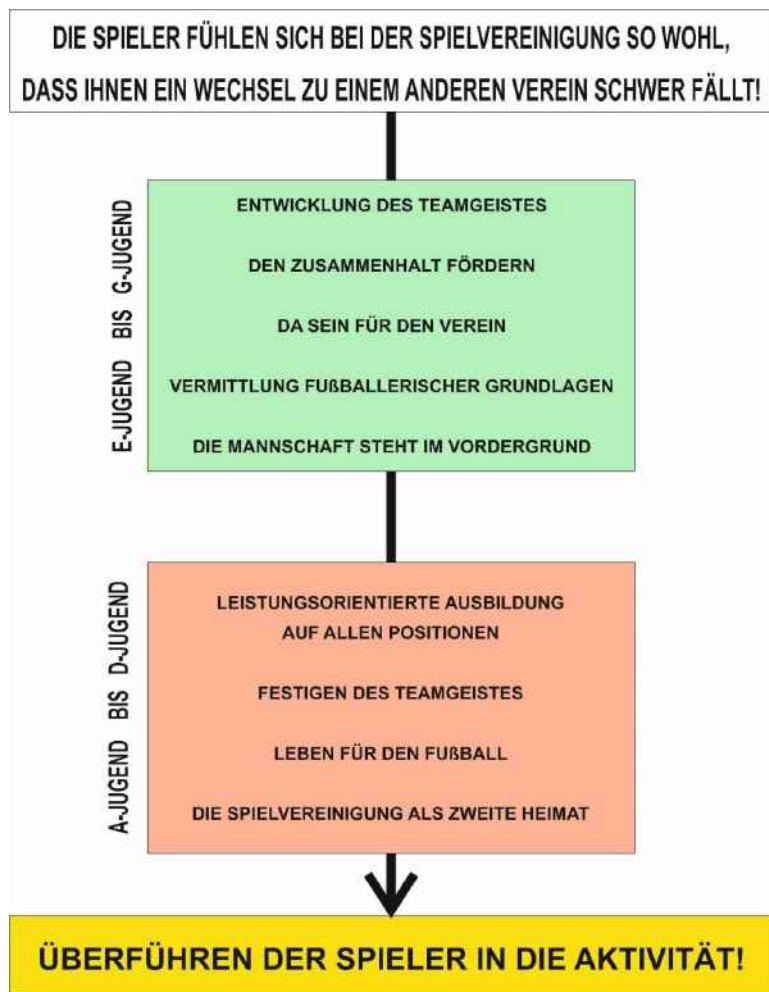 DIE SPIELER FÜHLEN SICH BEI DER SPIELVEREINIGUNG SO WOHL,
DASS IHNEN EIN WECHSEL ZU EINEM ANDEREN VEREIN SCHWER FÄLLT!
E-JUGEND BIS G-JUGEND
ENTWICKLUNG DES TEAMGEISTES
DEN ZUSAMMENHALT FÖRDERN
DA SEIN FÜR DEN VEREIN
VERMITTLUNG FUßBALLERISCHER GRUNDLAGEN
DIE MANNSCHAFT STEHT IM VORDERGRUND
A-JUGEND BIS D-JUGEND
LEISTUNGSORIENTIERTE AUSBILDUNG
AUF ALLEN POSITIONEN
FESTIGEN DES TEAMGEISTES
LEBEN FÜR DEN FUßBALL
DIE SPIELVEREINIGUNG ALS ZWEITE HEIMAT
ÜBERFÜHREN DER SPIELER IN DIE AKTIVITÄT!